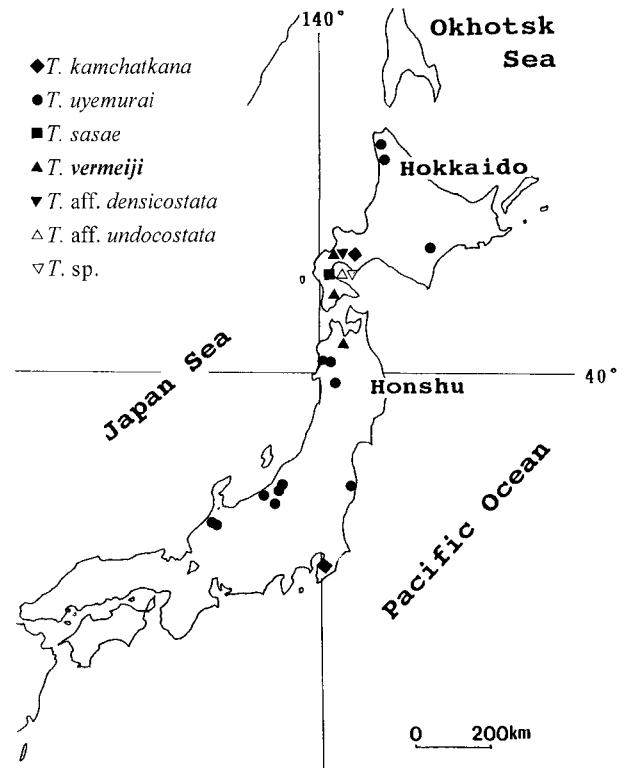 140°
Okhotsk
Sea
T. kamchatkana
T. uyemurai
T. sasae
T. vermeiji
T. aff. densicostata
T. aff. undocostata
T. sp.
Hokkaido
Japan Sea
40°
Honshu
Pacific Ocean
0 200km